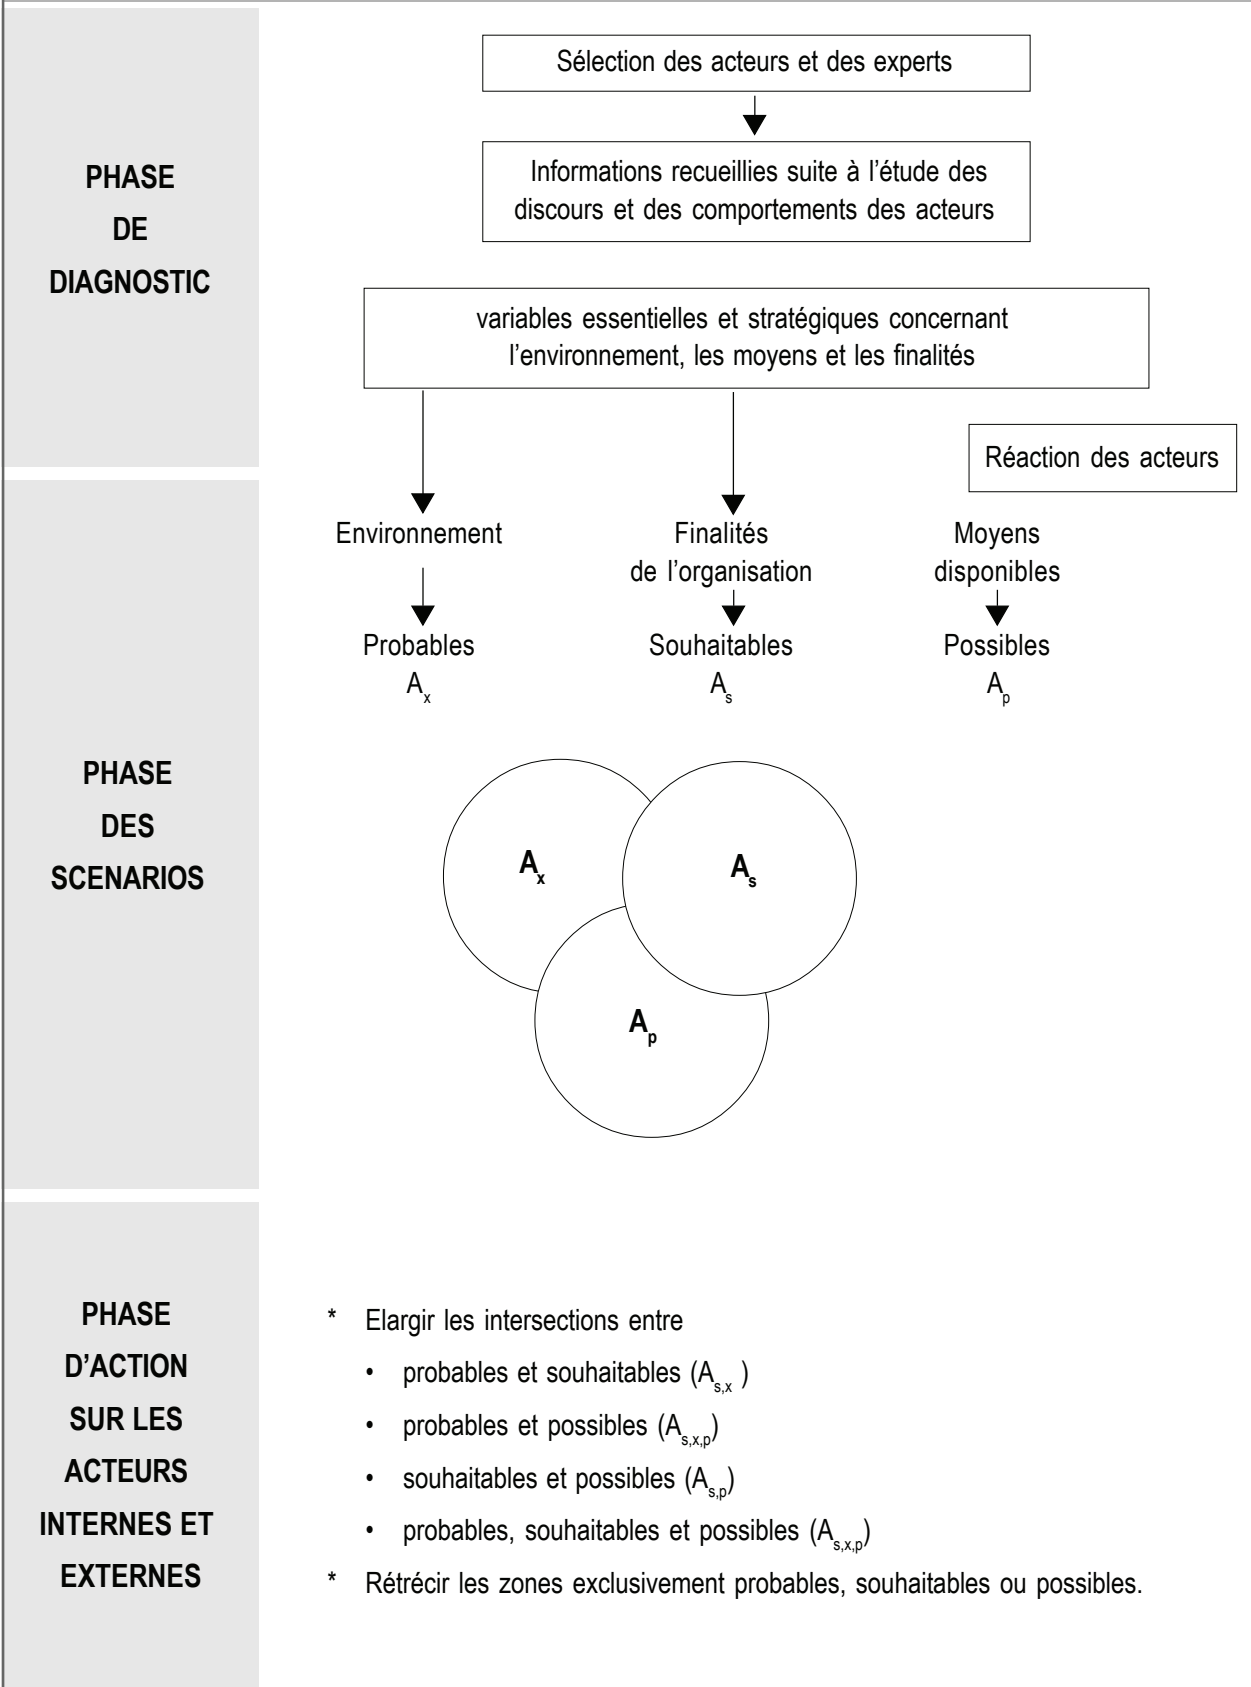 PHASE
DE
DIAGNOSTIC
Sélection des acteurs et des experts
Informations recueillies suite à l'étude des
discours et des comportements des acteurs
variables essentielles et stratégiques concernant
l'environnement, les moyens et les finalités
Réaction des acteurs
PHASE
DES
SCENARIOS
Environnement
Finalités
de l'organisation
Moyens
disponibles
Probables
Souhaitables
Possibles
Ax
As
Ap
Ax
As
Ap
PHASE
D'ACTION
SUR LES
ACTEURS
INTERNES ET
EXTERNES
* Elargir les intersections entre
• probables et souhaitables (As,x )
• probables et possibles (As,x,p)
• souhaitables et possibles (As,p)
• probables, souhaitables et possibles (As,x,p)
* Rétrécir les zones exclusivement probables, souhaitables ou possibles.